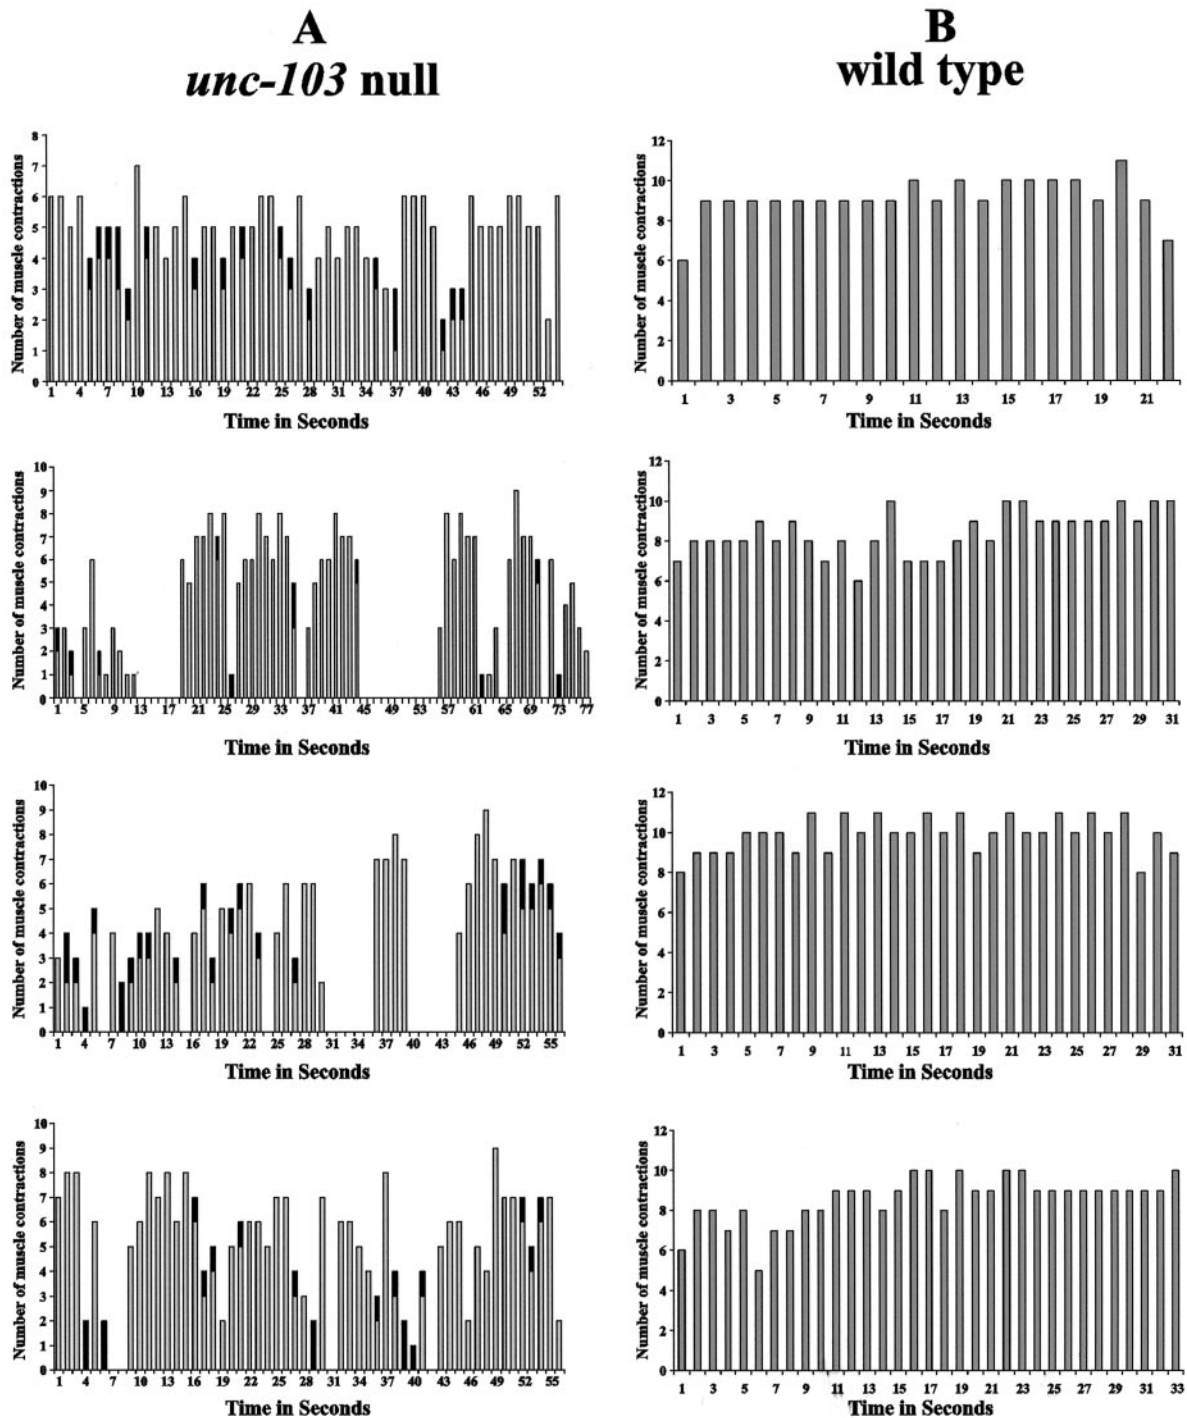 A
unc-103 null
B
wild type
Number of muscle contractions
8
7
6
5
4
3
2
1
0
1 4 7 10 13 16 19 22 25 28 31 34 37 40 43 46 49 52
Time in Seconds
Number of muscle contractions
12
10
8
6
4
2
0
1 3 5 7 9 11 13 15 17 19 21
Time in Seconds
Number of muscle contractions
10
9
8
7
6
5
4
3
2
1
0
1 5 9 13 17 21 25 29 33 37 41 45 49 53 57 61 65 69 73 77
Time in Seconds
Number of muscle contractions
12
10
8
6
4
2
0
1 3 5 7 9 11 13 15 17 19 21 23 25 27 29 31
Time in Seconds
Number of muscle contractions
10
9
8
7
6
5
4
3
2
1
0
1 4 7 10 13 16 19 22 25 28 31 34 37 40 43 46 49 52 55
Time in Seconds
Number of muscle contractions
12
10
8
6
4
2
0
1 3 5 7 9 11 13 15 17 19 21 23 25 27 29 31
Time in Seconds
Number of muscle contractions
10
9
8
7
6
5
4
3
2
1
0
1 4 7 10 13 16 19 22 25 28 31 34 37 40 43 46 49 52 55
Time in Seconds
Number of muscle contractions
12
10
8
6
4
2
0
1 3 5 7 9 11 13 15 17 19 21 23 25 27 29 31 33
Time in Seconds